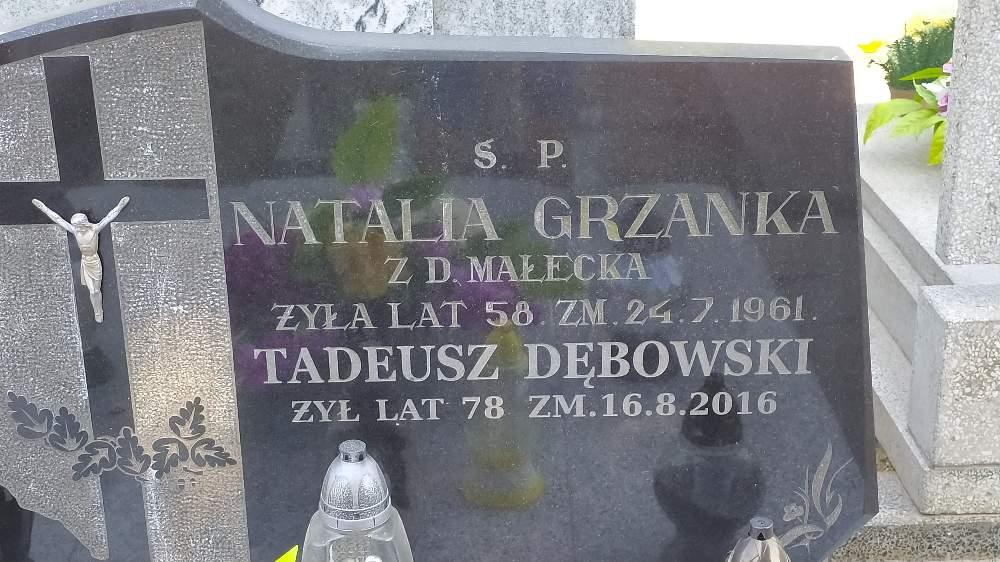 Ś. P.
NATALIA GRZANKA
Z D. MAŁECKA
ŻYŁA LAT 58. ZM. 24.7.1961.
TADEUSZ DĘBOWSKI
ŻYŁ LAT 78 ZM.16.8.2016